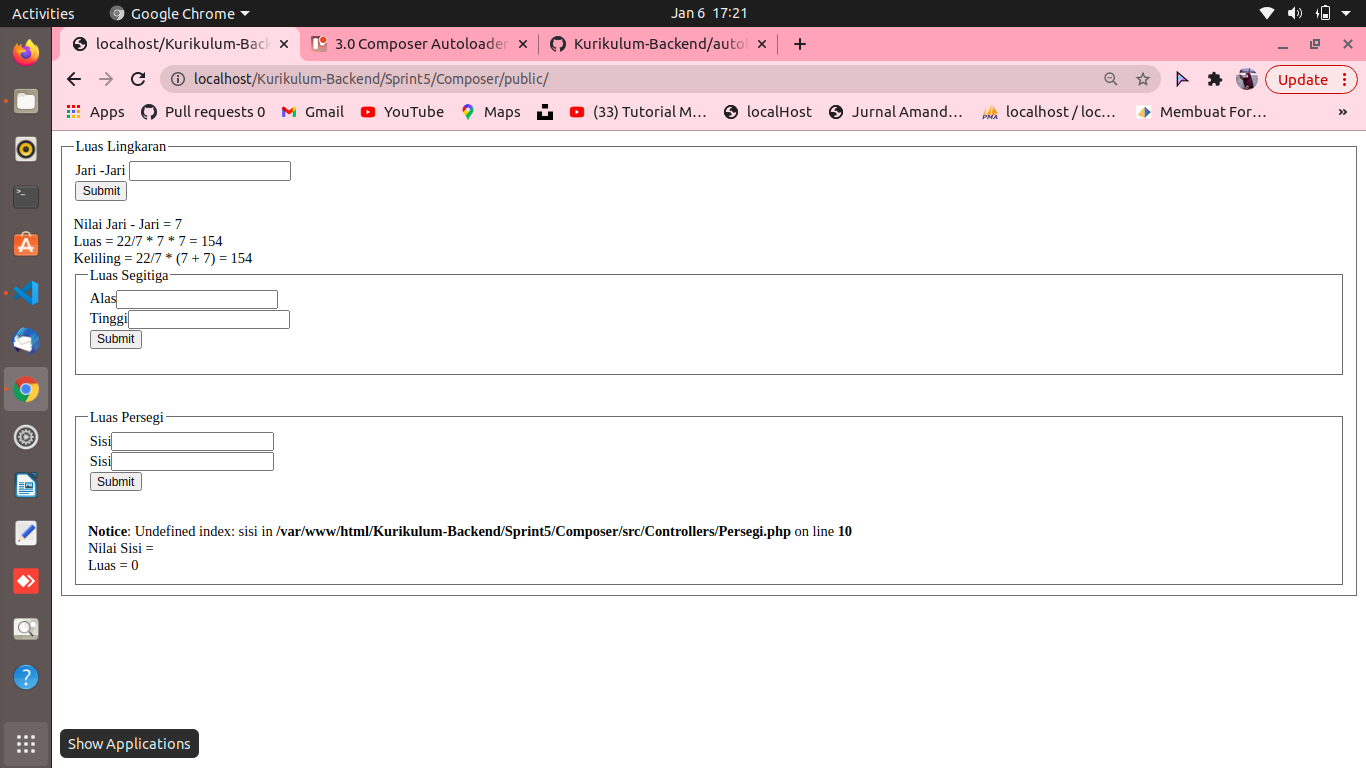 Activities
Google Chrome
Jan 6 17:21
localhost/Kurikulum-Back
3.0 Composer Autoloader
Kurikulum-Backend/autol
localhost/Kurikulum-Backend/Sprint5/Composer/public/
Update
Apps
Pull requests 0
Gmail
YouTube
Maps
(33) Tutorial M...
localHost
Jurnal Amand...
PMA
localhost / loc...
Membuat For...
»
Luas Lingkaran
Jari -Jari
Submit
Nilai Jari - Jari = 7
Luas = 22/7 * 7 * 7 = 154
Keliling = 22/7 * (7 + 7) = 154
Luas Segitiga
Alas
Tinggi
Submit
Luas Persegi
Sisi
Sisi
Submit
Notice: Undefined index: sisi in /var/www/html/Kurikulum-Backend/Sprint5/Composer/src/Controllers/Persegi.php on line 10
Nilai Sisi =
Luas = 0
Show Applications